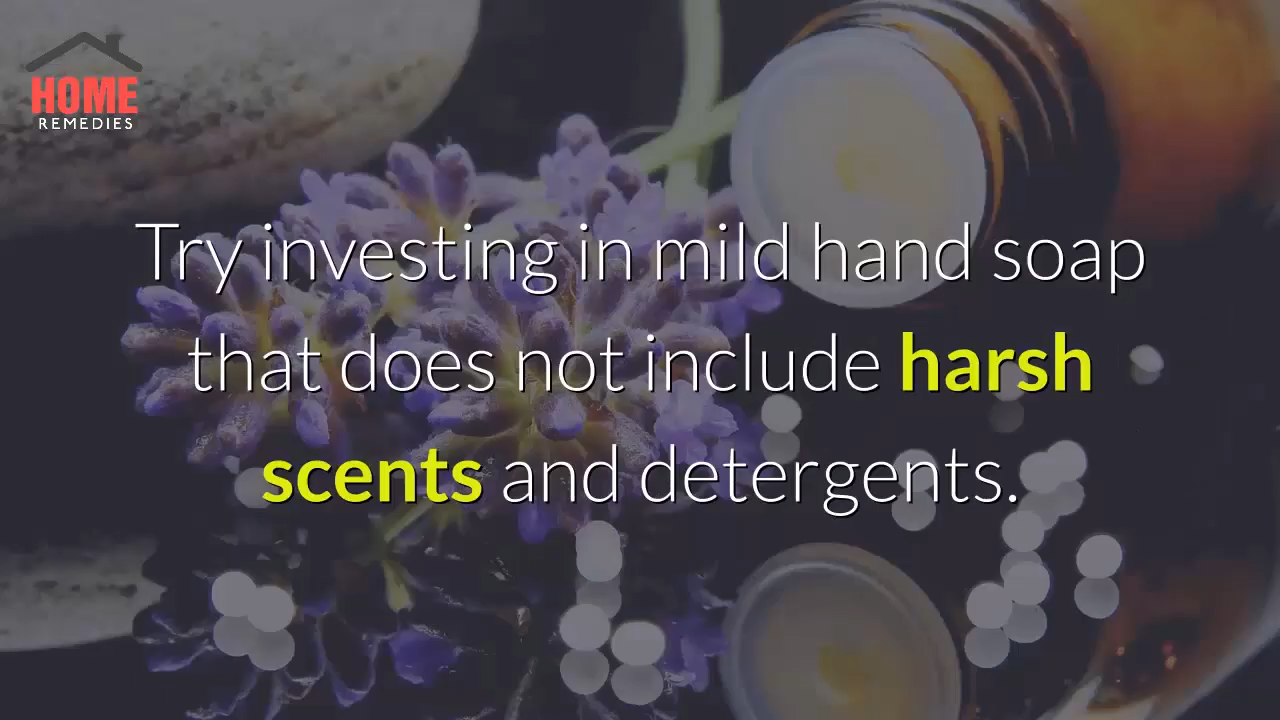 HOME
REMEDIES
Try investing in mild hand soap
that does not include harsh
scents and detergents.